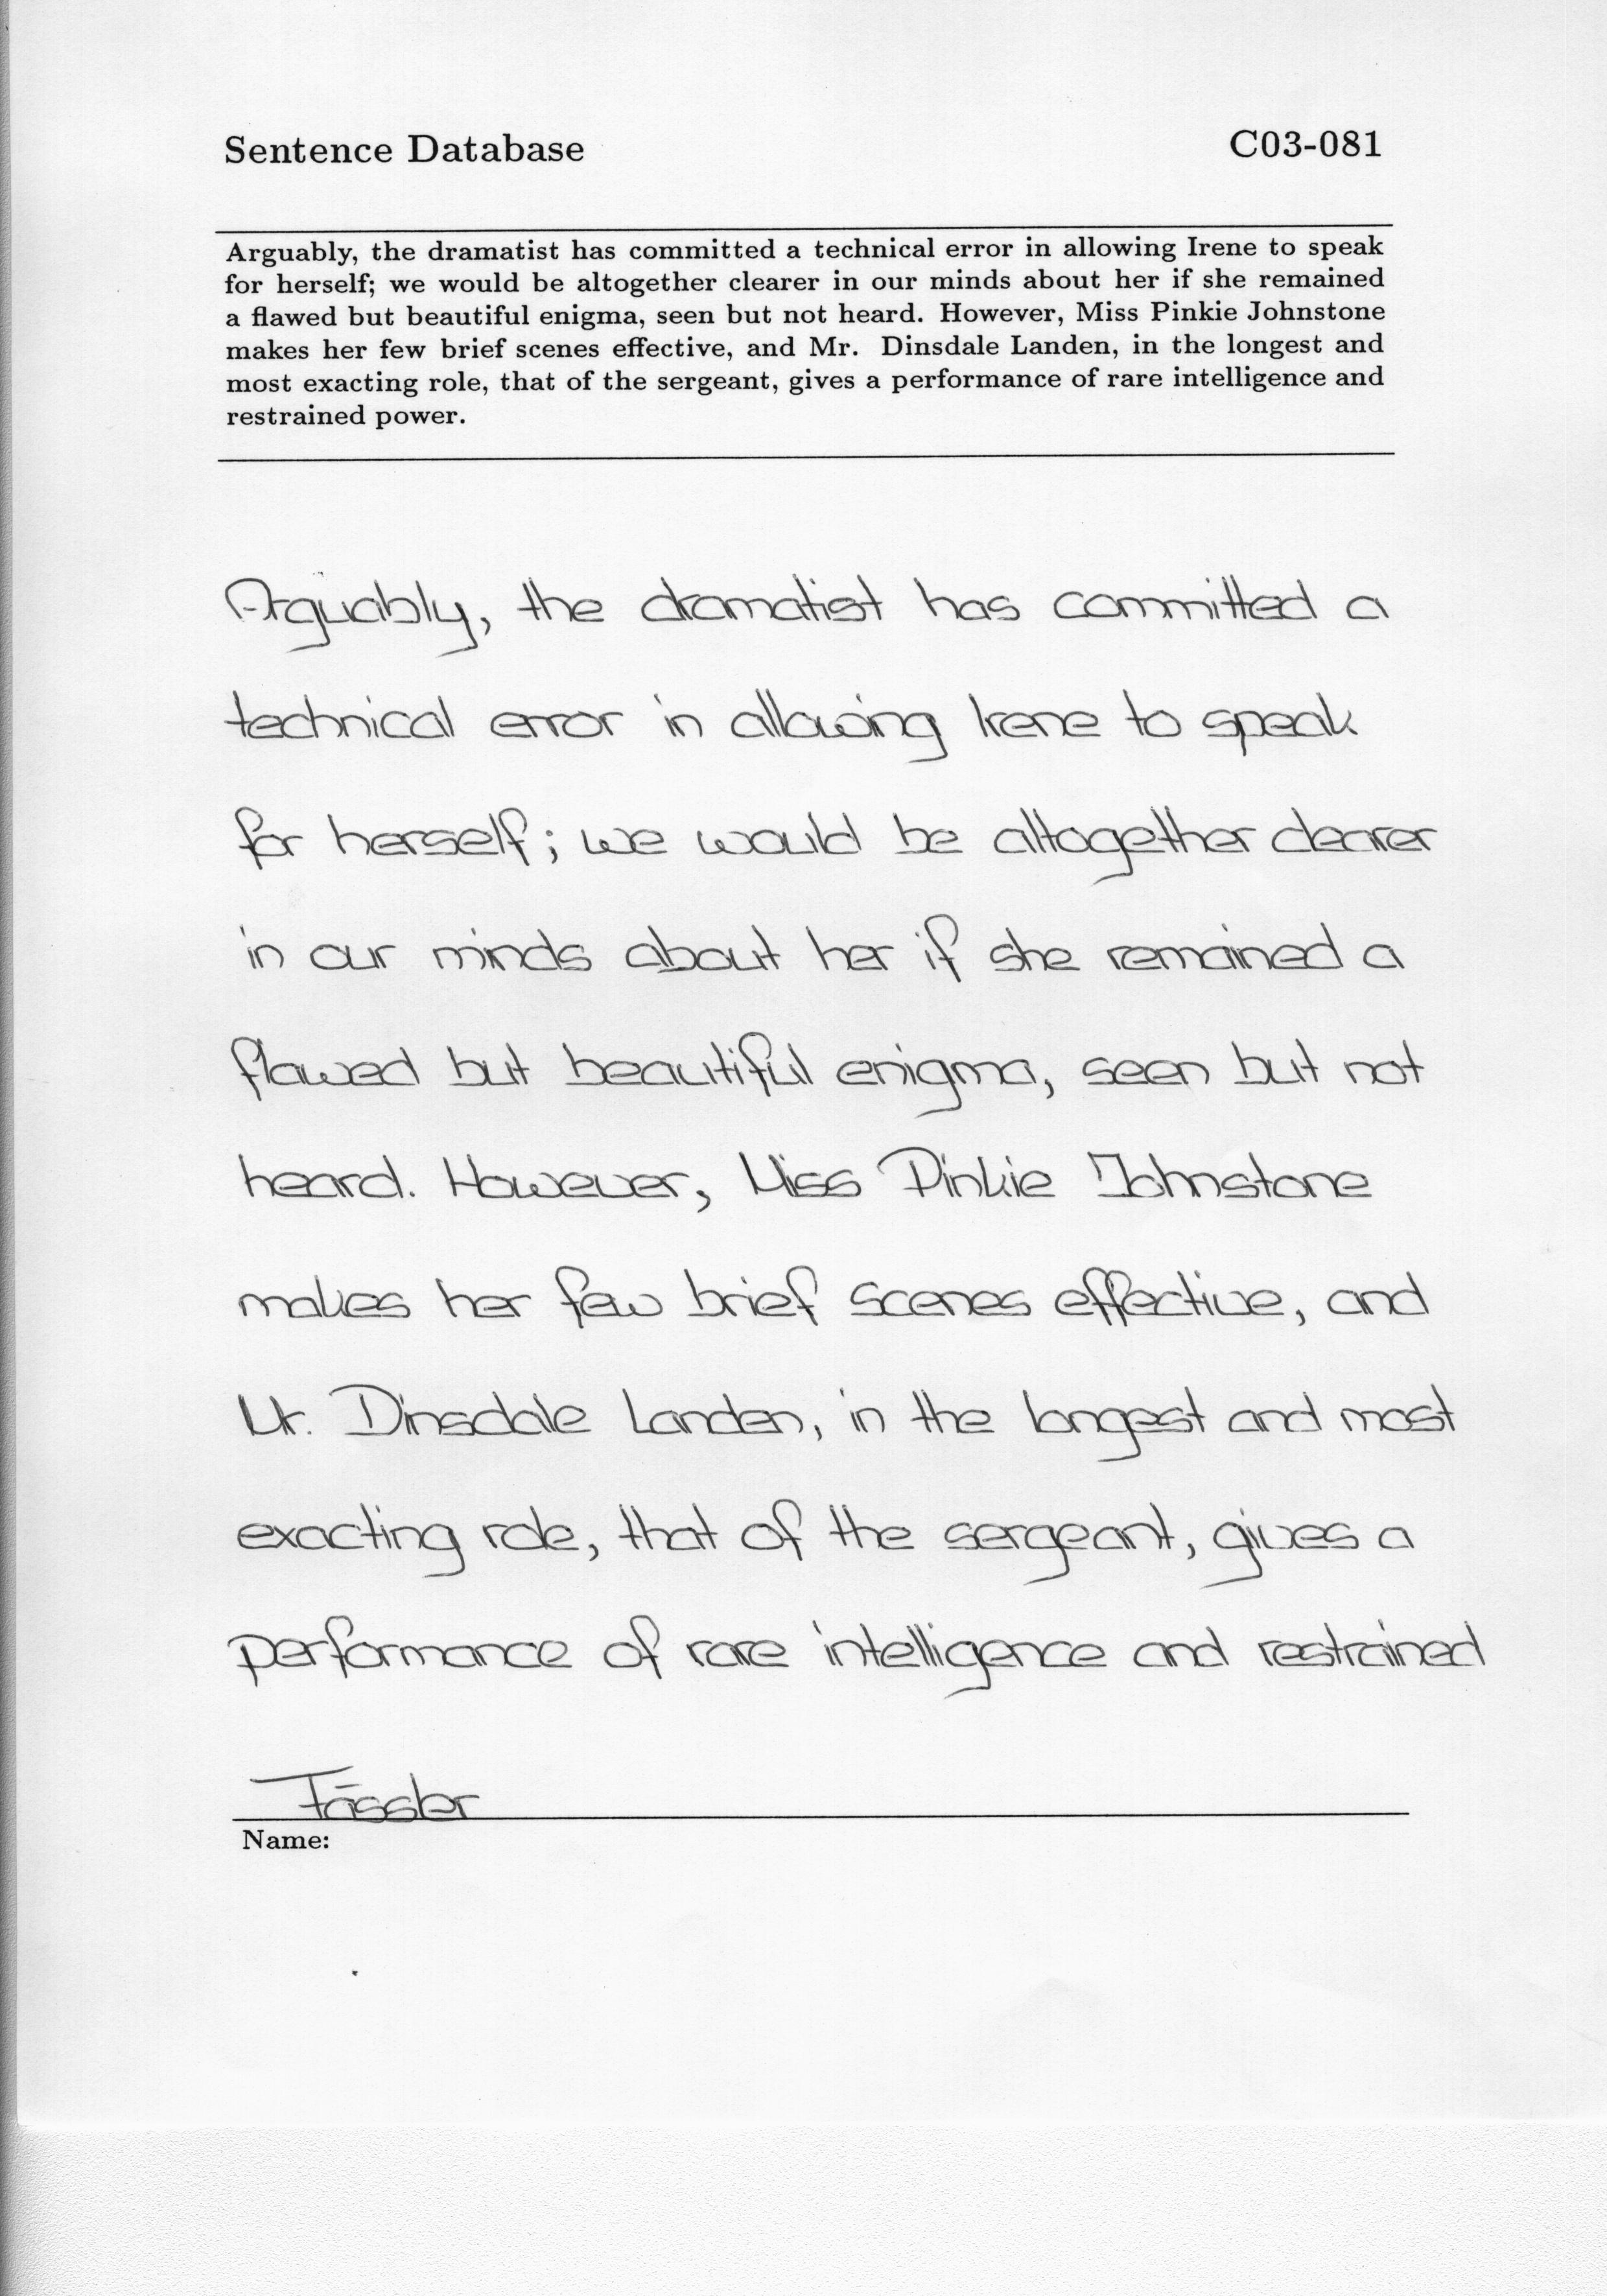 Sentence Database
C03-081
Arguably, the dramatist has committed a technical error in allowing Irene to speak
for herself; we would be altogether clearer in our minds about her if she remained
a flawed but beautiful enigma, seen but not heard. However, Miss Pinkie Johnstone
makes her few brief scenes effective, and Mr. Dinsdale Landen, in the longest and
most exacting role, that of the sergeant, gives a performance of rare intelligence and
restrained power.
Arguably, the dramatist has committed a
technical error in allowing Irene to speak
for herself; we would be altogether clearer
in our minds about her if she remained a
flawed but beautiful enigma, seen but not
heard. However, Miss Pinkie Johnstone
makes her few brief scenes effective, and
Mr. Dinsdale Landen, in the longest and most
exacting role, that of the sergeant, gives a
performance of rare intelligence and restrained
Fässler
Name: